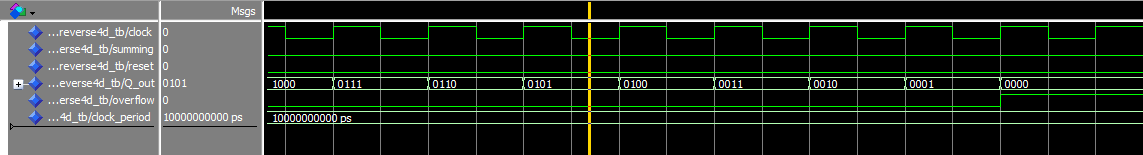 Msgs
...reverse4d_tb/clock 0
...erse4d_tb/summing 0
...reverse4d_tb/reset 0
...everse4d_tb/Q_out 0101 1000 0111 0110 0101 0100 0011 0010 0001 0000
...erse4d_tb/overflow 0
...4d_tb/clock_period 10000000000 ps 10000000000 ps